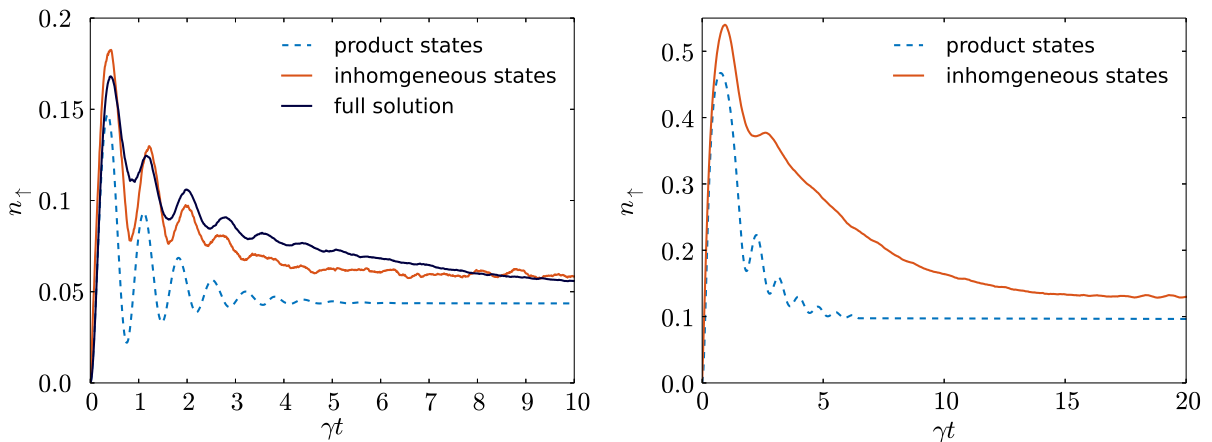 0.2
0.15
0.1
0.05
0.0
n↑
product states
inhomgeneous states
full solution
0 1 2 3 4 5 6 7 8 9 10
γt
0.5
0.4
0.3
0.2
0.1
0.0
n↑
product states
inhomgeneous states
0 5 10 15 20
γt